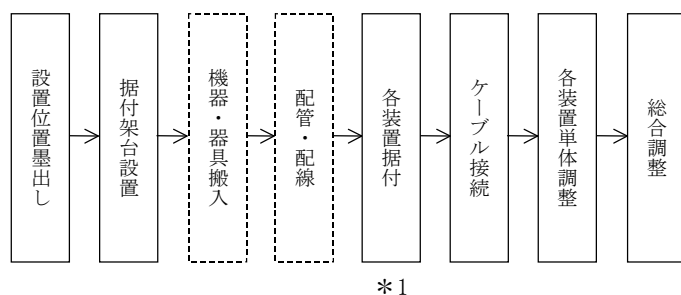 設置位置墨出し
据付架台設置
機器・器具搬入
配管・配線
各装置据付
ケーブル接続
各装置単体調整
総合調整
＊1